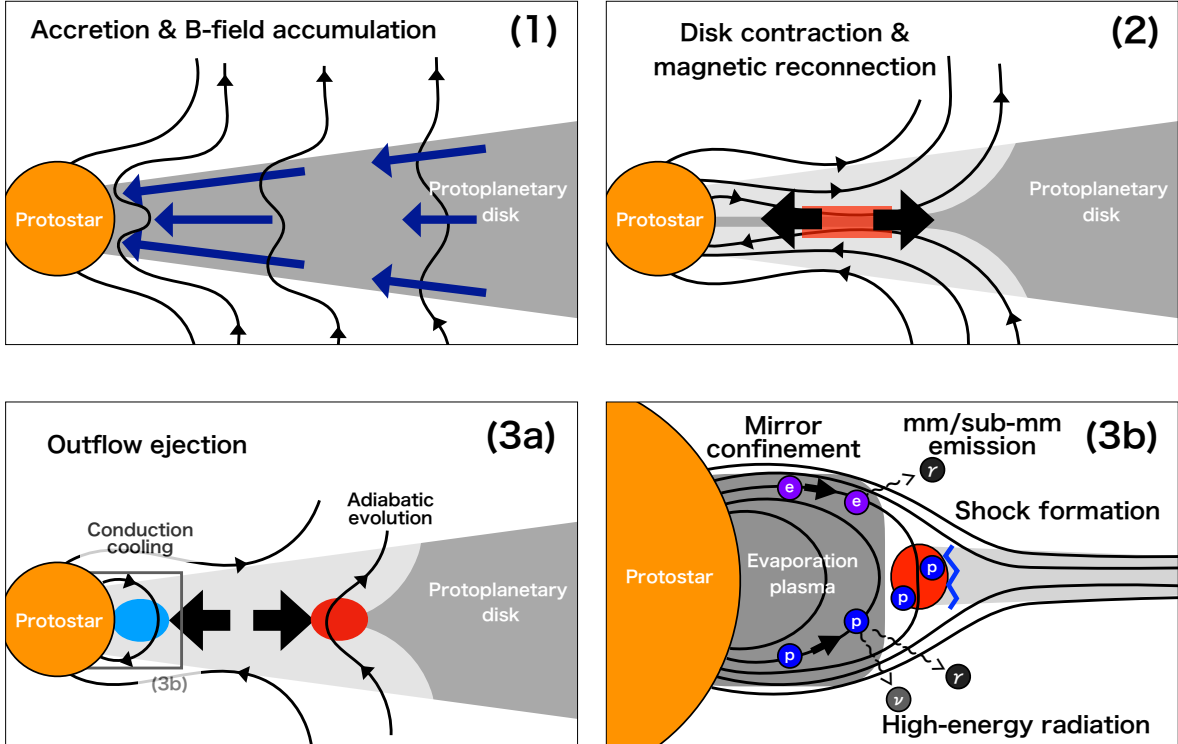 Accretion & B-field accumulation
(1)
Protostar
Protoplanetary
disk
Disk contraction &
magnetic reconnection
(2)
Protostar
Protoplanetary
disk
Outflow ejection
(3a)
Adiabatic
evolution
Conduction
cooling
Protostar
Protoplanetary
disk
(3b)
Mirror
confinement
mm/sub-mm
emission
(3b)
e
e
γ
Shock formation
Evaporation
plasma
Protostar
p
p
p
p
γ
ν
High-energy radiation